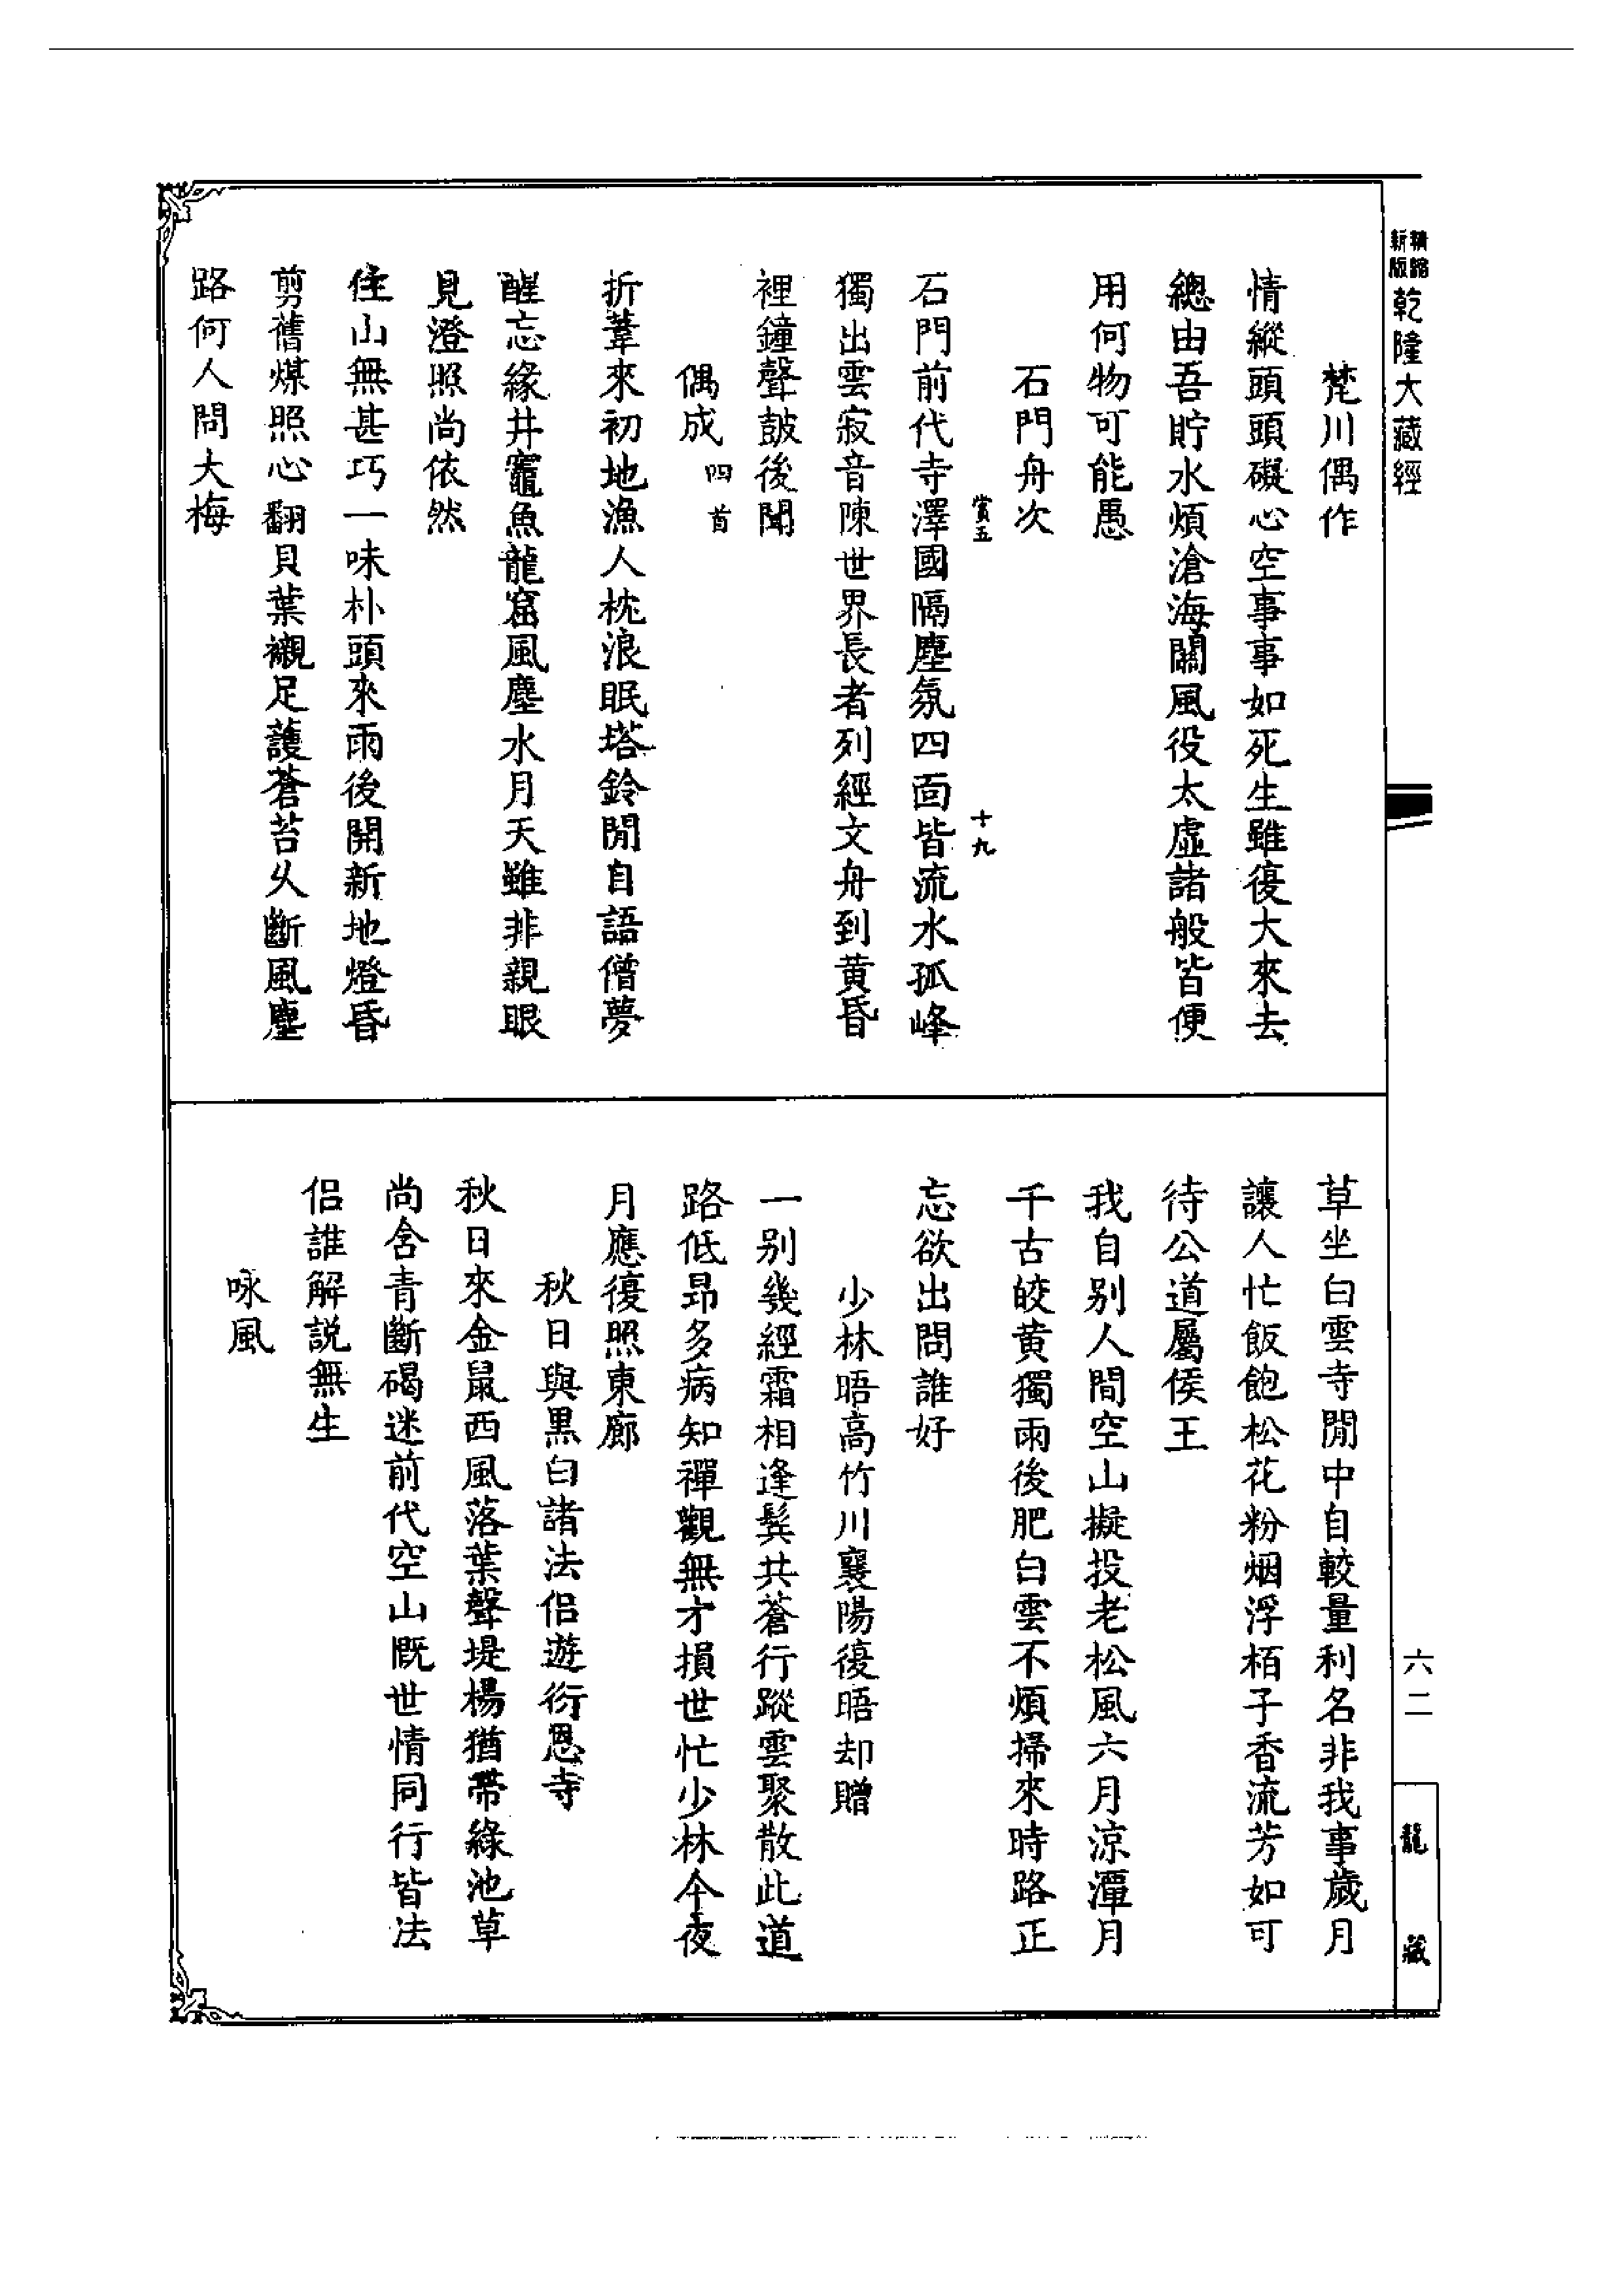 精縮
新版
乾隆大藏經
六二
龍藏
梵川偶作
情縱頭頭礙心空事事如死生雖復大來去
總由吾貯水煩滄海關風役太虛諸般皆便
用何物可能愚
石門舟次
賞五
十九
石門前代寺澤國隔塵氛四面皆流水孤峰
獨出雲寂音陳世界長者列經文舟到黃昏
裡鐘聲皷後聞
偶成四首
折葦來初地漁人枕浪眠塔鈴閒自語僧夢
醒忘緣井竈魚龍窟風塵水月天雖非親眼
見澄照尚依然
住山無甚巧一味朴頭來雨後開新地燈昏
剪舊煤照心翻貝葉襯足護蒼苔久斷風塵
路何人問大梅
草坐白雲寺閒中自較量利名非我事歲月
讓人忙飯飽松花粉烟浮栢子香流芳如可
待公道屬侯王
我自别人間空山擬投老松風六月涼潭月
千古皎黃獨雨後肥白雲不煩掃來時路正
忘欲出問誰好
少林晤高竹川襄陽復晤却贈
一别幾經霜相逢鬂共蒼行蹤雲聚散此道
路低昂多病知禪觀無才損世忙少林今夜
月應復照東廊
秋日與黑白諸法侶遊衍恩寺
秋日來金鼠西風落葉聲堤楊猶帶綠池草
尚含青斷碣迷前代空山慨世情同行皆法
侶誰解説無生
咏風